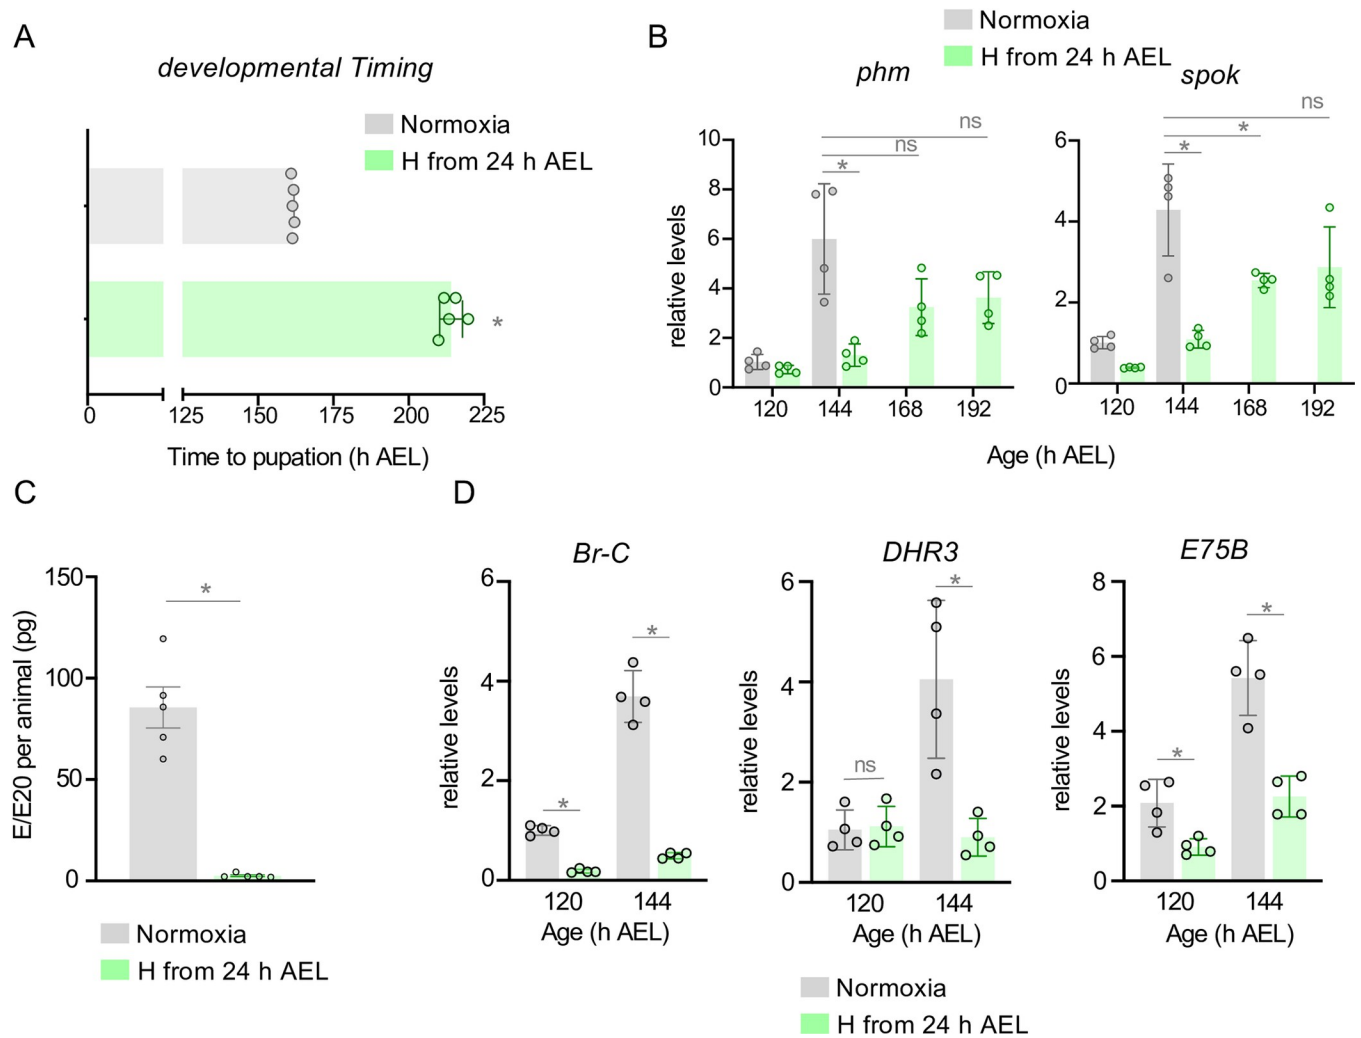 A
developmental Timing
Normoxia
H from 24 h AEL
*
0 125 150 175 200 225
Time to pupation (h AEL)
B
Normoxia
H from 24 h AEL
phm
spok
ns
ns
*
10
8
6
4
2
0
relative levels
120 144 168 192
ns
*
*
6
4
2
0
120 144 168 192
Age (h AEL)
C
*
150
100
50
0
E/E20 per animal (pg)
Normoxia
H from 24 h AEL
D
Br-C
*
*
6
4
2
0
relative levels
120 144
Age (h AEL)
DHR3
*
ns
6
4
2
0
relative levels
120 144
Age (h AEL)
E75B
*
*
8
6
4
2
0
relative levels
120 144
Age (h AEL)
Normoxia
H from 24 h AEL